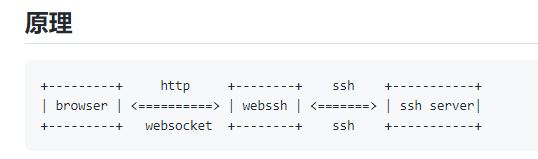 原理
+---------+     http     +--------+    ssh    +-----------+
| browser | <==========> | webssh | <=======> | ssh server|
+---------+   websocket  +--------+    ssh    +-----------+